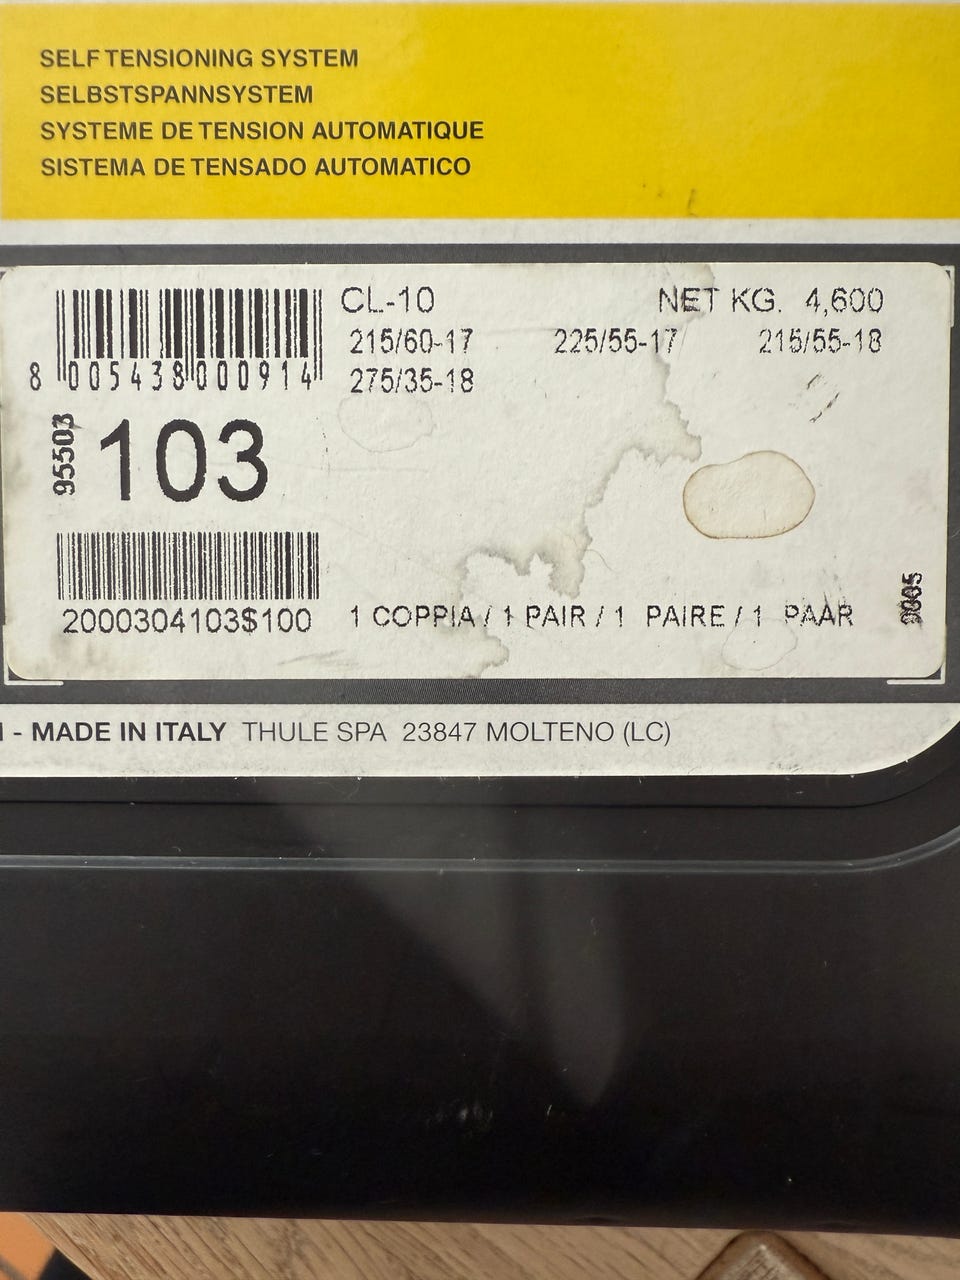 SELF TENSIONING SYSTEM
SELBSTSPANNSYSTEM
SYSTEME DE TENSION AUTOMATIQUE
SISTEMA DE TENSADO AUTOMATICO
CL-10 NET KG. 4,600
215/60-17 225/55-17 215/55-18
275/35-18
8 005438 000914
95503
103
2000304103$100
1 COPPIA / 1 PAIR / 1 PAIRE / 1 PAAR
- MADE IN ITALY THULE SPA 23847 MOLTENO (LC)